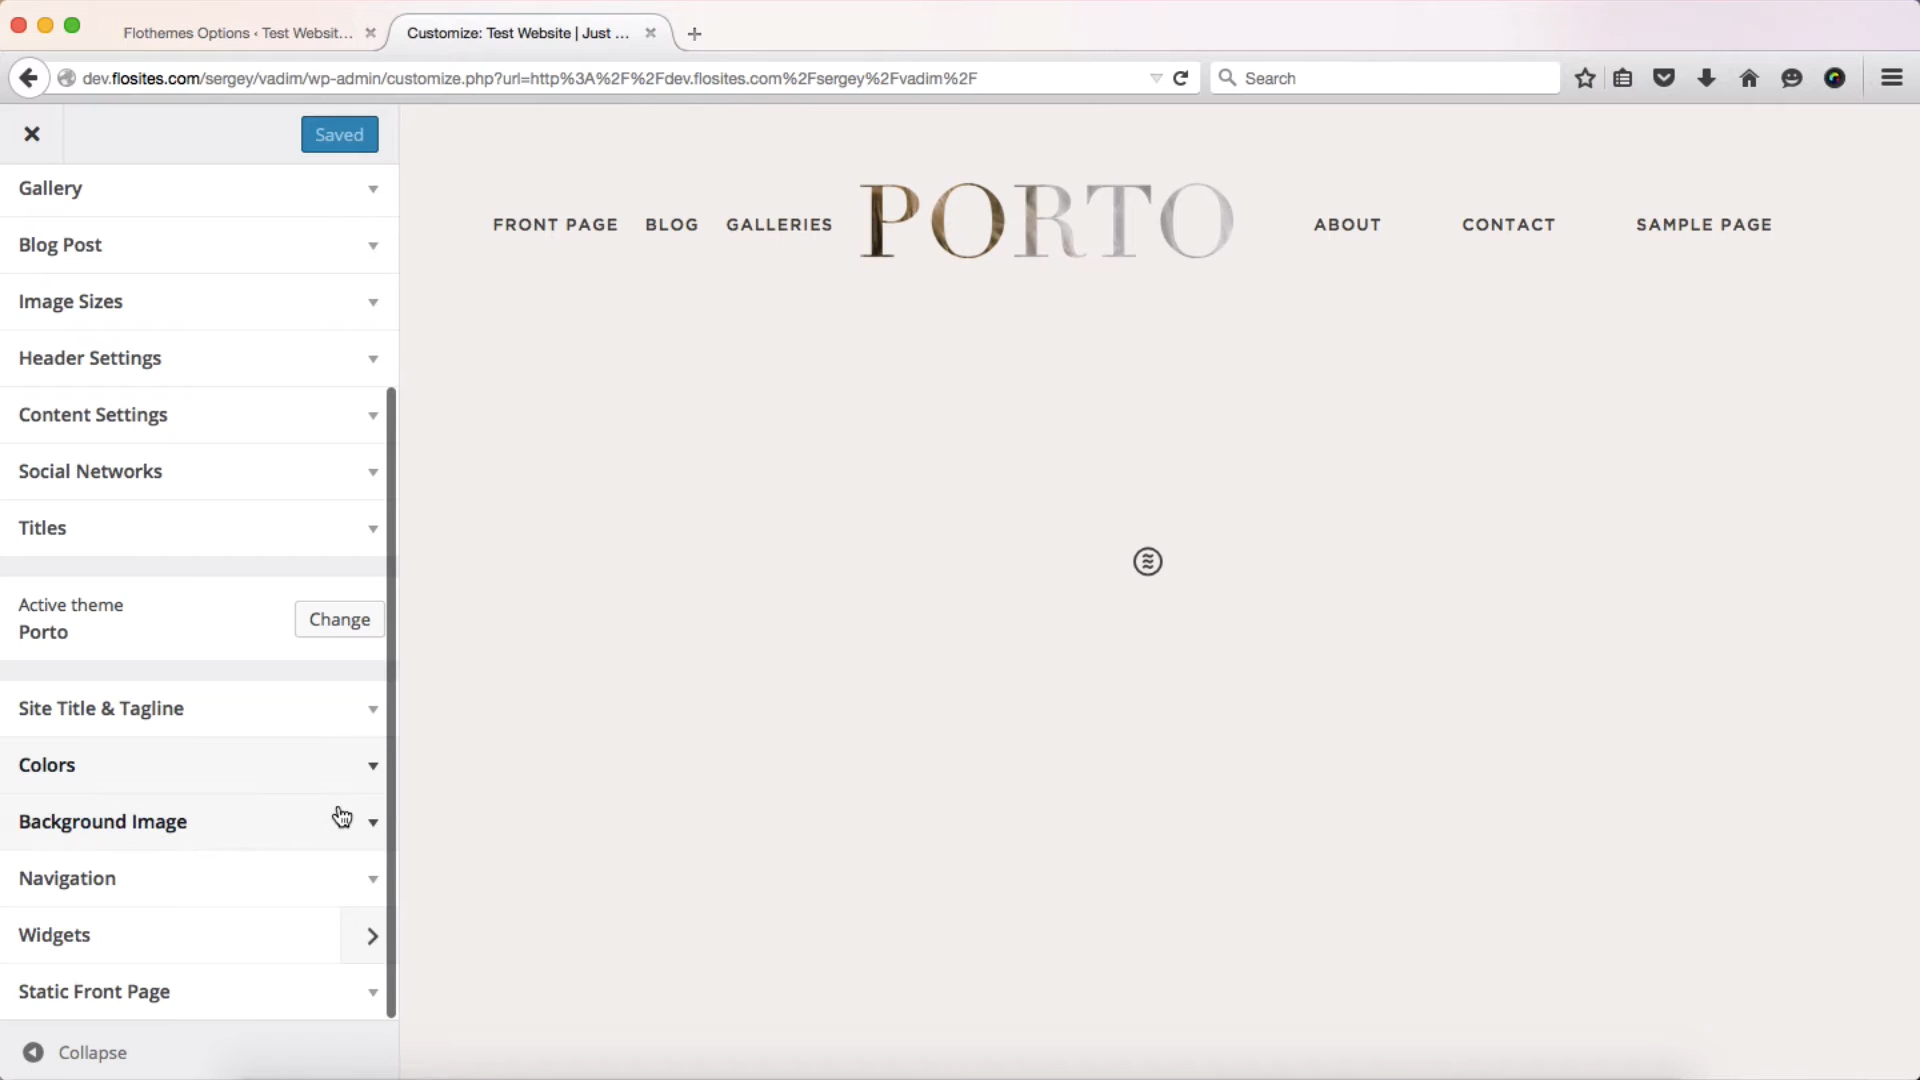 Flothemes Options ‹ Test Websit...
Customize: Test Website | Just ...
dev.flosites.com/sergey/vadim/wp-admin/customize.php?url=http%3A%2F%2Fdev.flosites.com%2Fsergey%2Fvadim%2F
Search
Saved
Gallery
Blog Post
Image Sizes
Header Settings
Content Settings
Social Networks
Titles
Active theme
Porto
Change
Site Title & Tagline
Colors
Background Image
Navigation
Widgets
Static Front Page
Collapse
FRONT PAGE BLOG GALLERIES PORTO ABOUT CONTACT SAMPLE PAGE